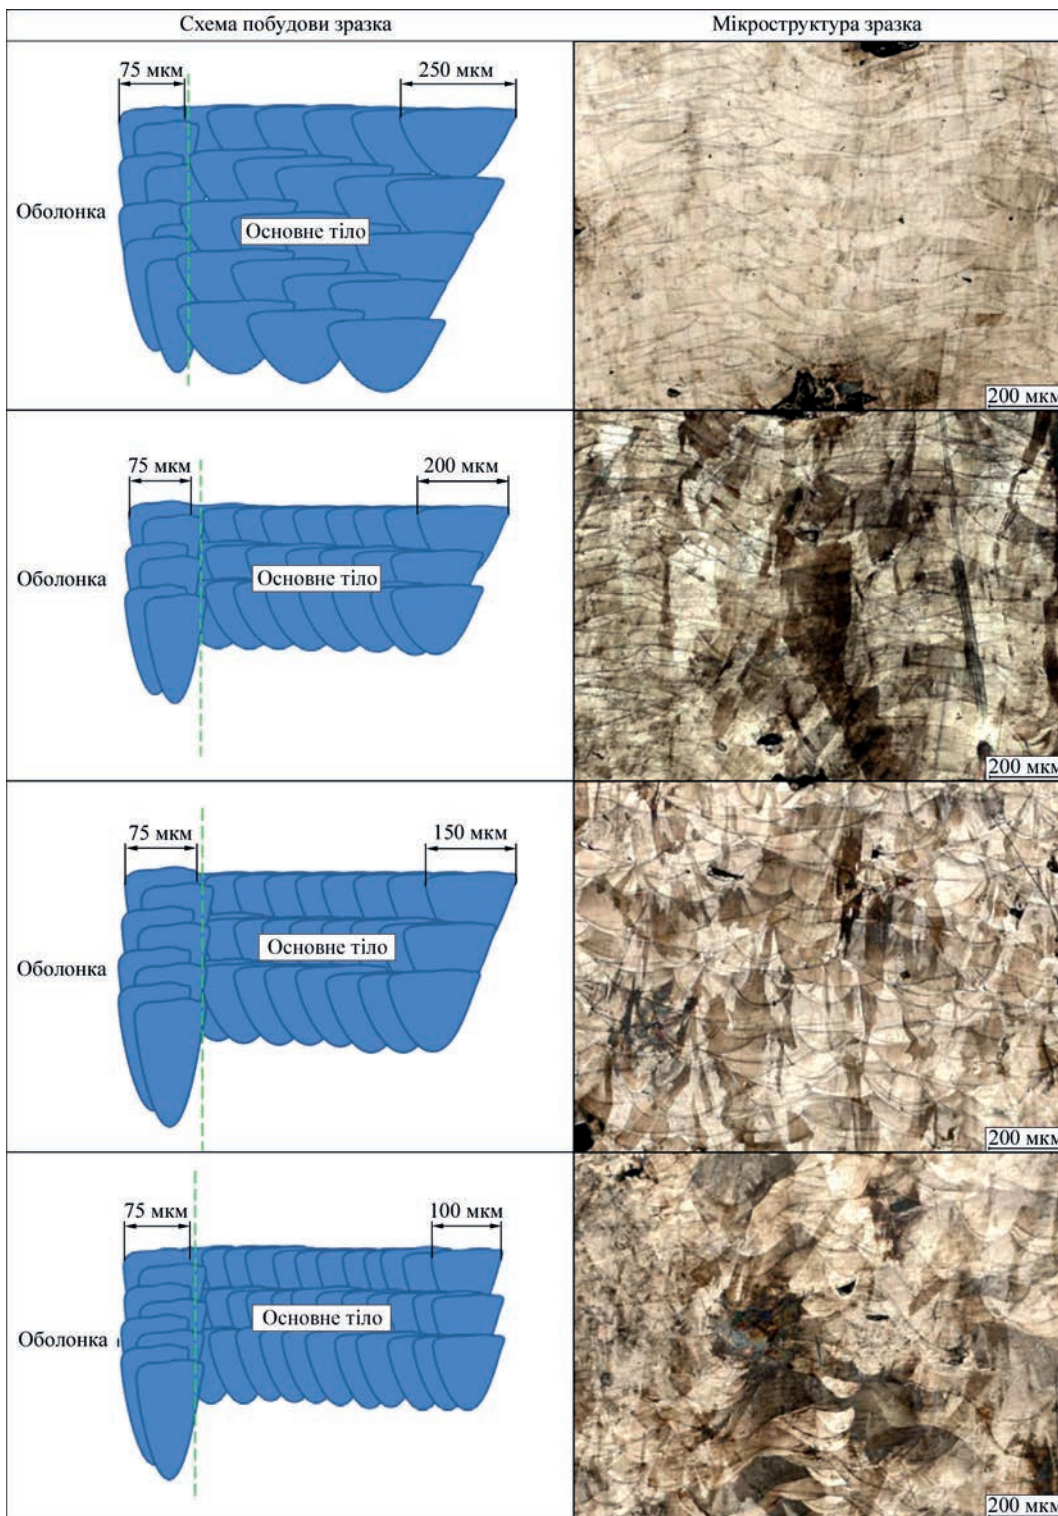 Схема побудови зразка
Мікроструктура зразка
75 мкм
250 мкм
Оболонка
Основне тіло
200 мкм
75 мкм
200 мкм
Оболонка
Основне тіло
200 мкм
75 мкм
150 мкм
Оболонка
Основне тіло
200 мкм
75 мкм
100 мкм
Оболонка
Основне тіло
200 мкм